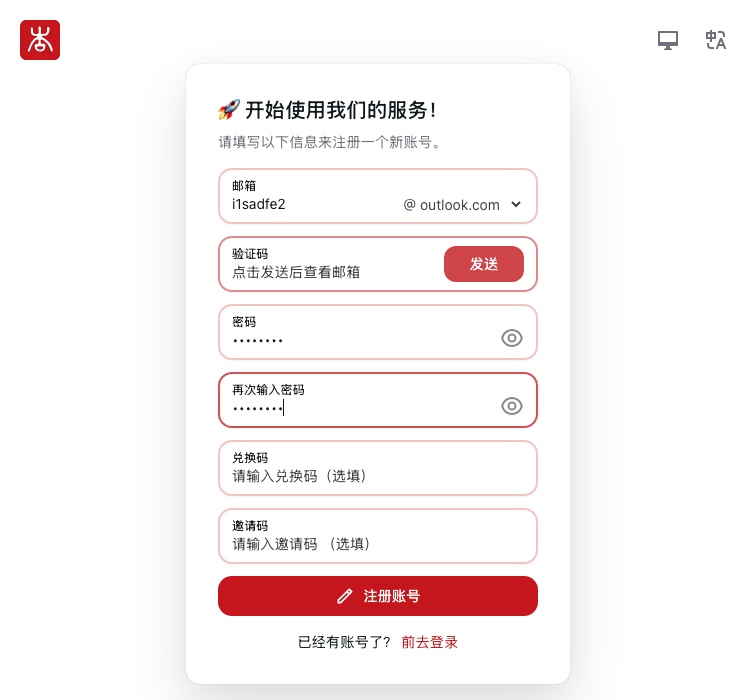 🚀 开始使用我们的服务！
请填写以下信息来注册一个新账号。
邮箱
i1sadfe2 @ outlook.com
验证码
点击发送后查看邮箱 发送
密码
••••••••
再次输入密码
••••••••
兑换码
请输入兑换码（选填）
邀请码
请输入邀请码 （选填）
注册账号
已经有账号了? 前去登录